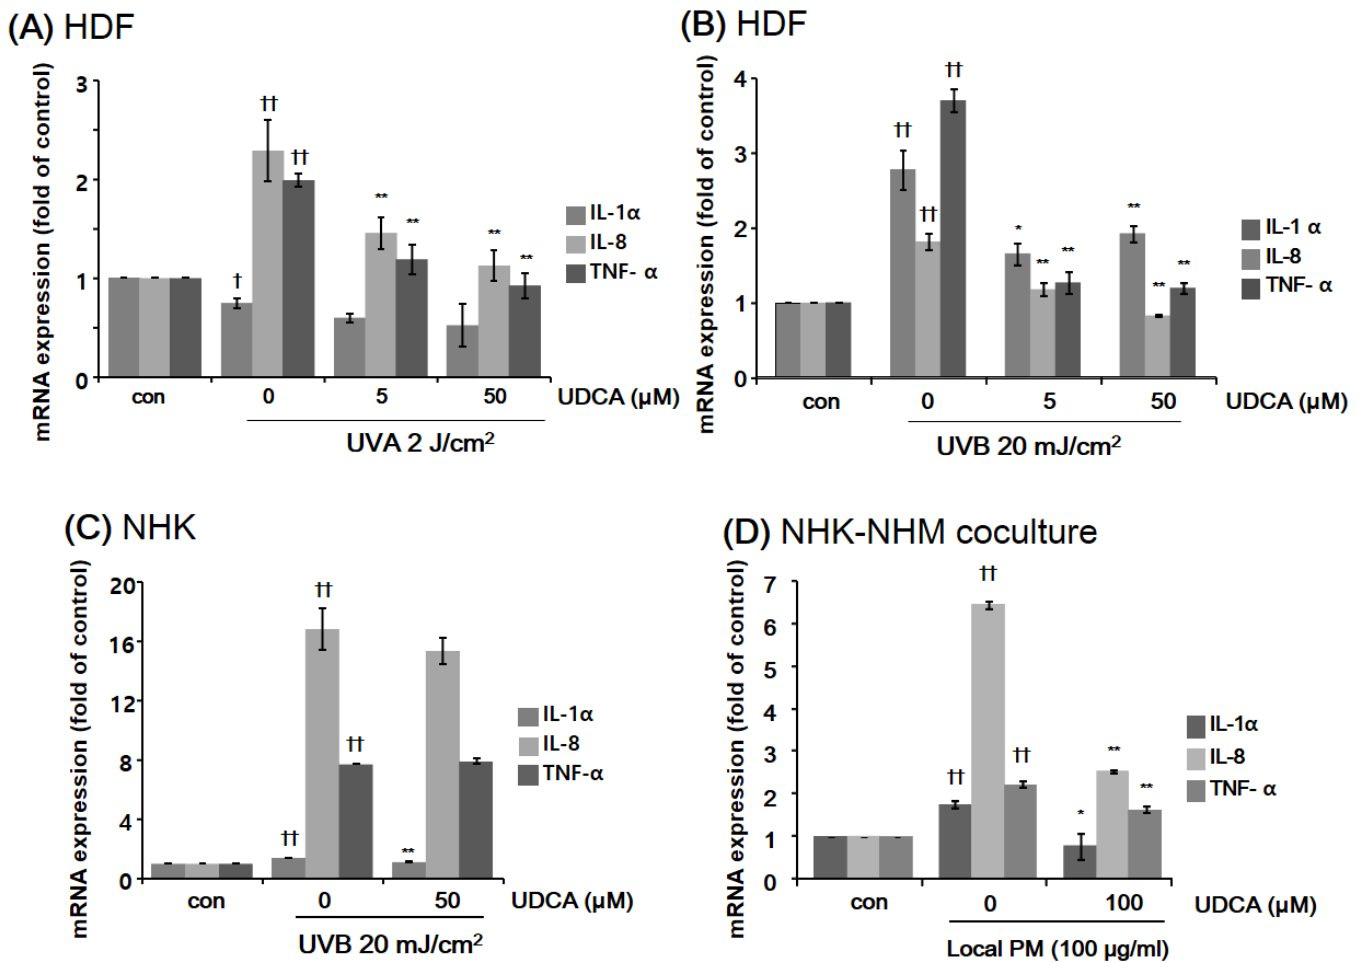 (A) HDF
mRNA expression (fold of control)
3
2
1
0
††
††
†
**
**
**
**
IL-1α
IL-8
TNF- α
con
0
5
50
UDCA (µM)
UVA 2 J/cm²
(B) HDF
mRNA expression (fold of control)
4
3
2
1
0
††
††
††
*
**
**
**
**
**
IL-1 α
IL-8
TNF- α
con
0
5
50
UDCA (µM)
UVB 20 mJ/cm²
(C) NHK
mRNA expression (fold of control)
20
16
12
8
4
0
††
††
††
**
IL-1α
IL-8
TNF-α
con
0
50
UDCA (µM)
UVB 20 mJ/cm²
(D) NHK-NHM coculture
mRNA expression (fold of control)
7
6
5
4
3
2
1
0
††
††
††
*
**
**
IL-1α
IL-8
TNF- α
con
0
100
UDCA (µM)
Local PM (100 µg/ml)